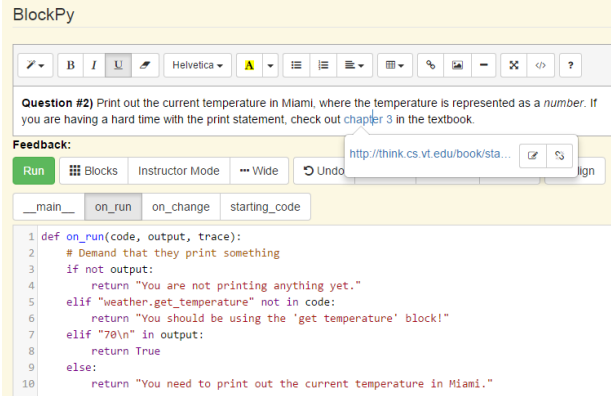 BlockPy
B I U Helvetica A </> ?
Question #2) Print out the current temperature in Miami, where the temperature is represented as a number. If
you are having a hard time with the print statement, check out chapter 3 in the textbook.
Feedback:
http://think.cs.vt.edu/book/sta...
Run Blocks Instructor Mode Wide Undo lign
__main__ on_run on_change starting_code
1 def on_run(code, output, trace):
2 # Demand that they print something
3 if not output:
4 return "You are not printing anything yet."
5 elif "weather.get_temperature" not in code:
6 return "You should be using the 'get temperature' block!"
7 elif "70\n" in output:
8 return True
9 else:
10 return "You need to print out the current temperature in Miami."